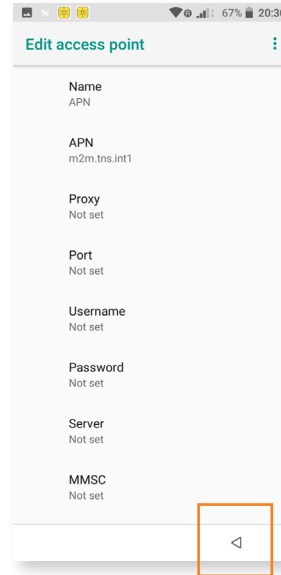 67% 20:30
Edit access point
Name
APN
APN
m2m.tns.int1
Proxy
Not set
Port
Not set
Username
Not set
Password
Not set
Server
Not set
MMSC
Not set